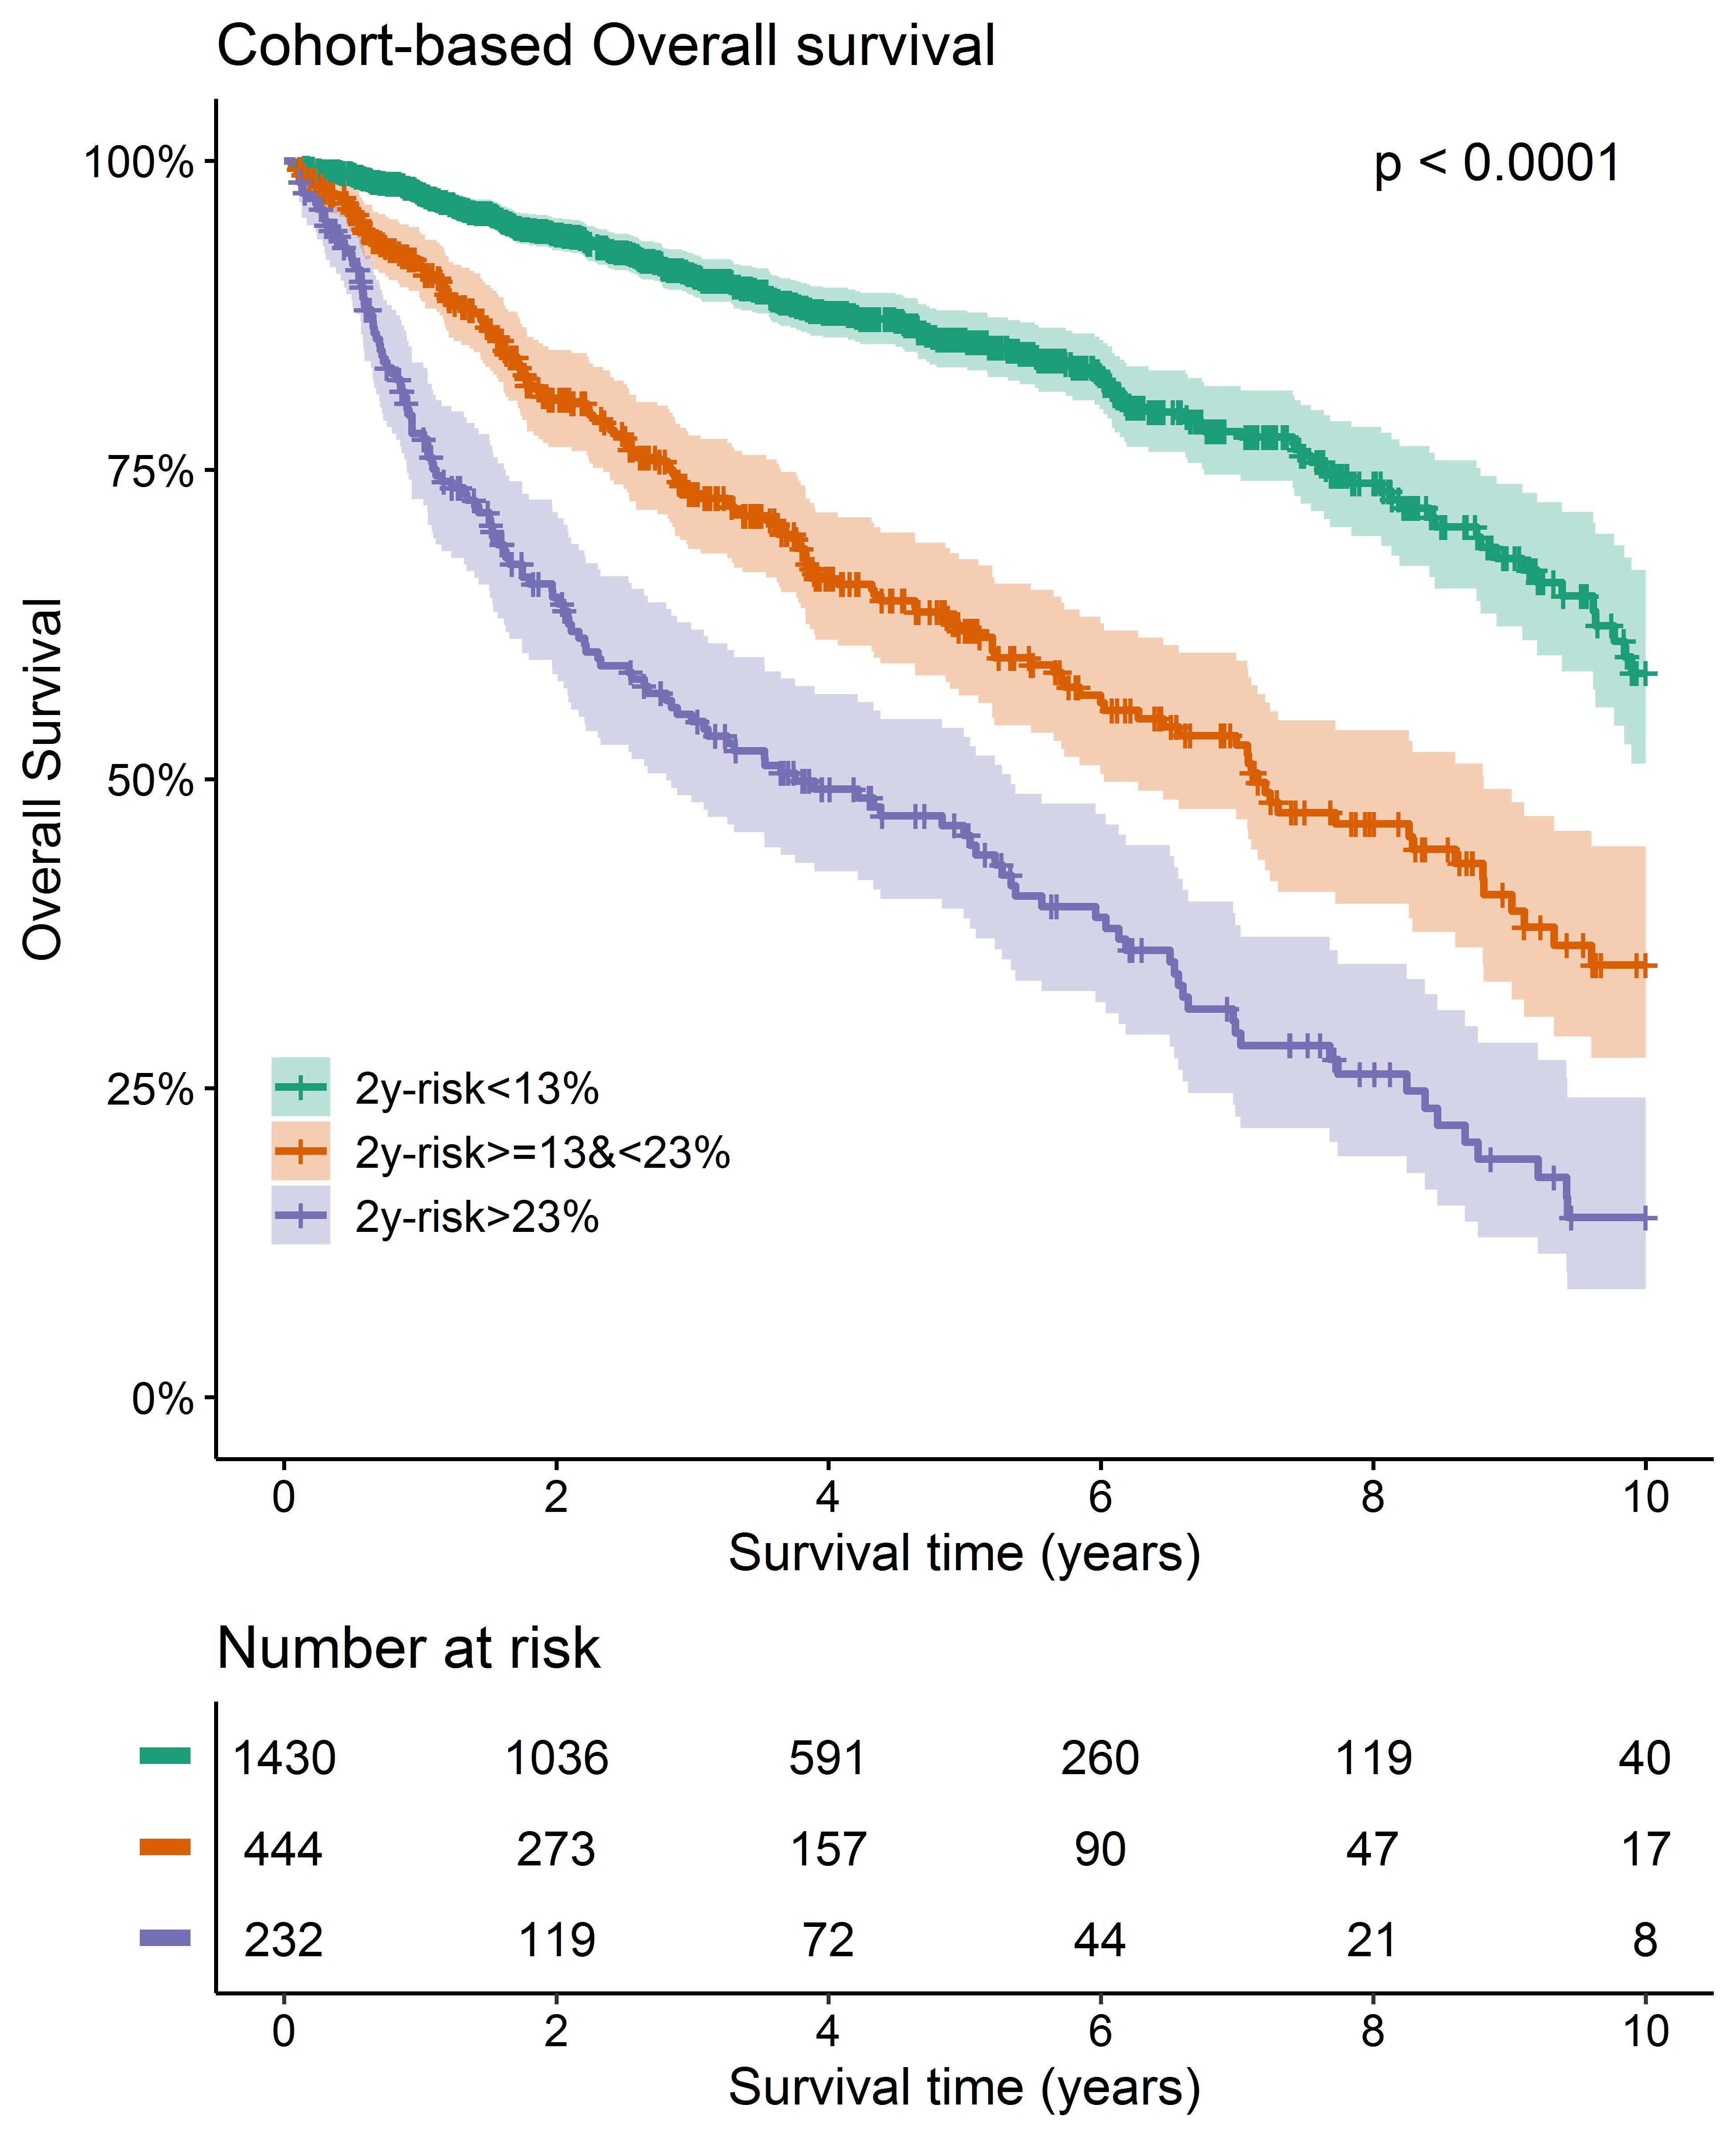 Cohort-based Overall survival
p < 0.0001
100%
75%
50%
25%
0%
Overall Survival
2y-risk<13%
2y-risk>=13&<23%
2y-risk>23%
0 2 4 6 8 10
Survival time (years)
Number at risk
1430 1036 591 260 119 40
444 273 157 90 47 17
232 119 72 44 21 8
0 2 4 6 8 10
Survival time (years)